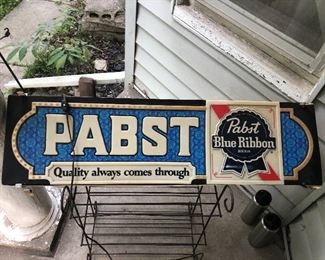 PABST
Quality always comes through
Pabst
Blue Ribbon